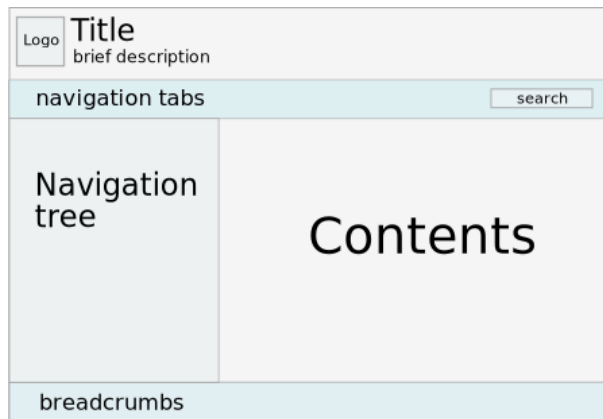 Logo
Title
brief description
navigation tabs
search
Navigation
tree
Contents
breadcrumbs